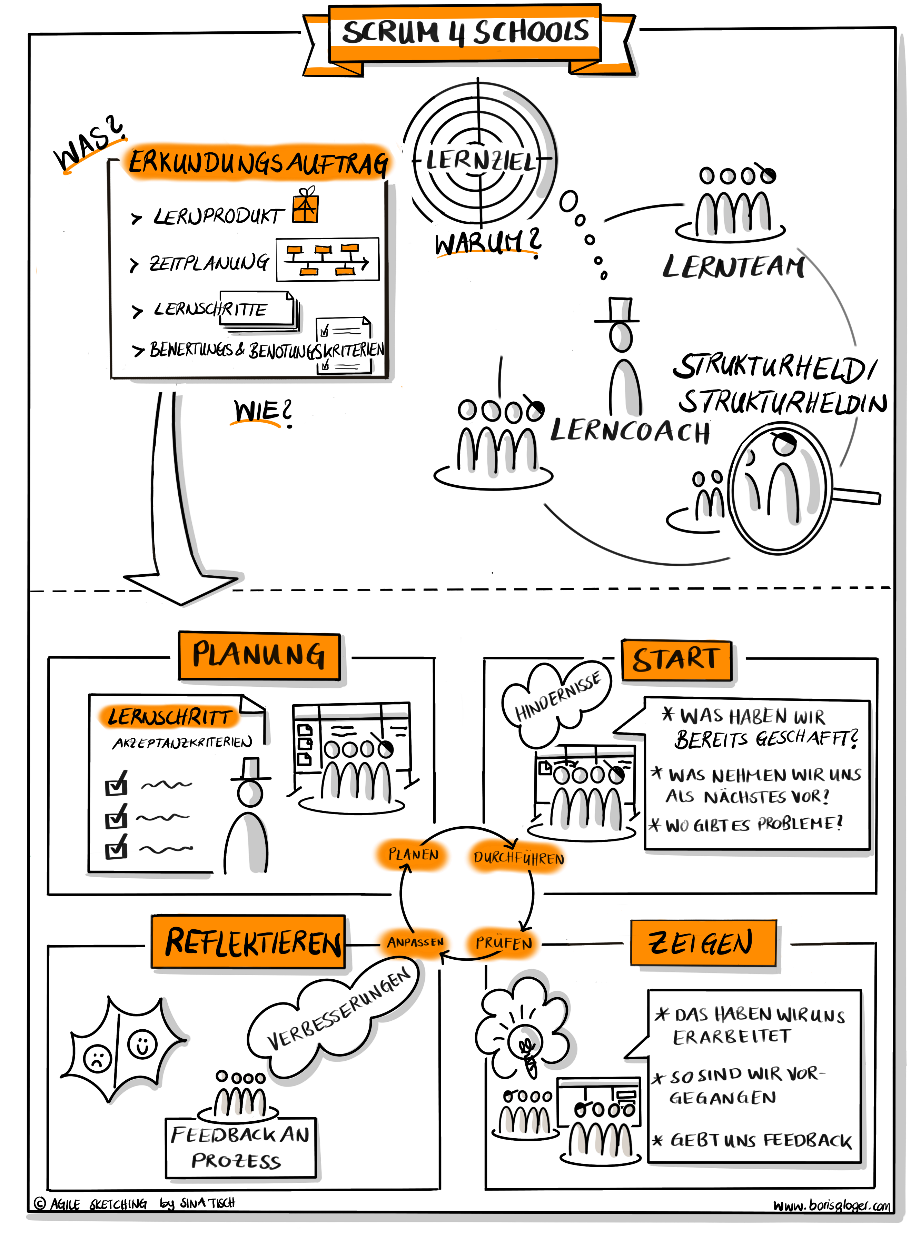 SCRUM 4 SCHOOLS
WAS?
ERKUNDUNGSAUFTRAG
> LERNPRODUKT
> ZEITPLANUNG
> LERNSCHRITTE
> BEWERTUNGS & BENOTUNGSKRITERIEN
WIE?
LERNZIEL
WARUM?
LERNTEAM
LERNCOACH
STRUKTURHELD/
STRUKTURHELDIN
PLANUNG
LERNSCHRITT
AKZEPTANZKRITERIEN
START
HINDERNISSE
* WAS HABEN WIR
BEREITS GESCHAFFT?
* WAS NEHMEN WIR UNS
ALS NÄCHSTES VOR?
* WO GIBT ES PROBLEME?
PLANEN
DURCHFÜHREN
ANPASSEN
PRÜFEN
REFLEKTIEREN
VERBESSERUNGEN
FEEDBACK AN
PROZESS
ZEIGEN
* DAS HABEN WIR UNS
ERARBEITET
* SO SIND WIR VOR-
GEGANGEN
* GEBT UNS FEEDBACK
© AGILE SKETCHING by SINA TISCH
www.borisgloger.com